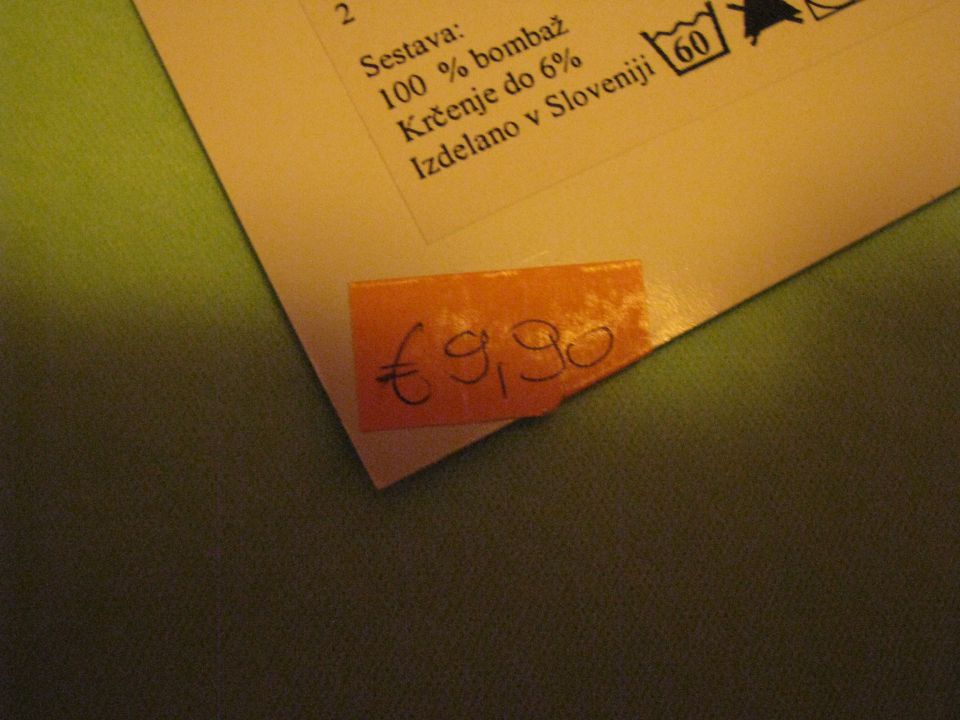 2
Sestava:
100 % bombaž
Krčenje do 6%
Izdelano v Sloveniji
60
€9,90